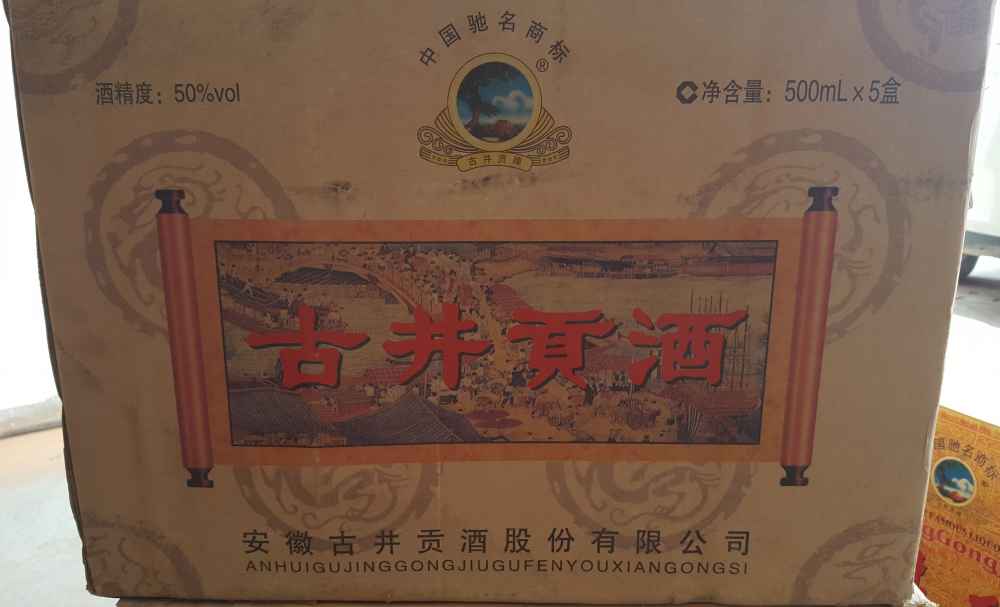 中国驰名商标
®
酒精度：50%vol
净含量：500mL x 5盒
古井贡牌
古井贡酒
安徽古井贡酒股份有限公司
ANHUIGUJINGGONGJIUGUFENYOUXIANGONGSI
国驰名商标